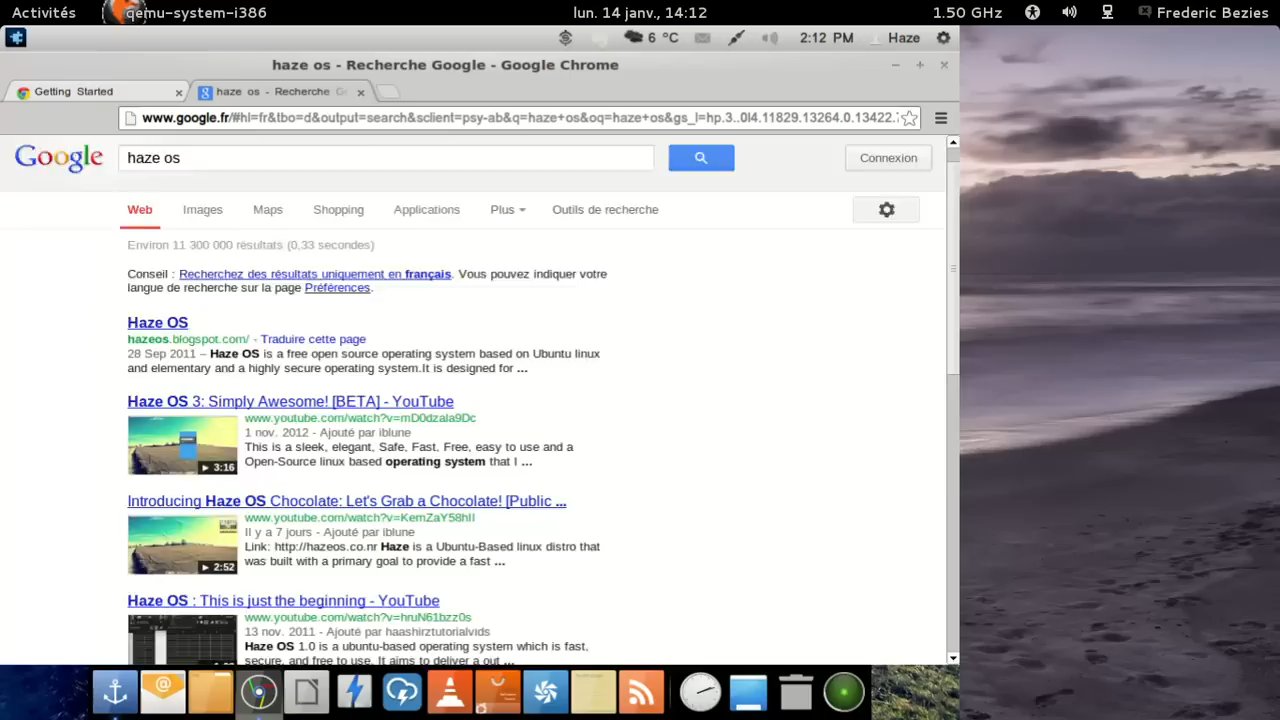 Activités qemu-system-i386 lun. 14 janv., 14:12 1.50 GHz Frederic Bezies
6 °C 2:12 PM Haze
haze os - Recherche Google - Google Chrome
Getting Started haze os - Recherche G
www.google.fr/#hl=fr&tbo=d&output=search&sclient=psy-ab&q=haze+os&oq=haze+os&gs_l=hp.3..0l4.11829.13264.0.13422.
Google haze os Connexion
Web Images Maps Shopping Applications Plus Outils de recherche
Environ 11 300 000 résultats (0,33 secondes)
Conseil : Recherchez des résultats uniquement en français. Vous pouvez indiquer votre
langue de recherche sur la page Préférences.
Haze OS
hazeos.blogspot.com/ - Traduire cette page
28 Sep 2011 – Haze OS is a free open source operating system based on Ubuntu linux
and elementary and a highly secure operating system.It is designed for ...
Haze OS 3: Simply Awesome! [BETA] - YouTube
www.youtube.com/watch?v=mD0dzala9Dc
1 nov. 2012 - Ajouté par iblune
This is a sleek, elegant, Safe, Fast, Free, easy to use and a
Open-Source linux based operating system that I ...
3:16
Introducing Haze OS Chocolate: Let's Grab a Chocolate! [Public ...
www.youtube.com/watch?v=KemZaY58hII
Il y a 7 jours - Ajouté par iblune
Link: http://hazeos.co.nr Haze is a Ubuntu-Based linux distro that
was built with a primary goal to provide a fast ...
2:52
Haze OS : This is just the beginning - YouTube
www.youtube.com/watch?v=hruN61bzz0s
13 nov. 2011 - Ajouté par haashirztutorialvids
Haze OS 1.0 is a ubuntu-based operating system which is fast,
secure, and free to use. It aims to deliver a out ...